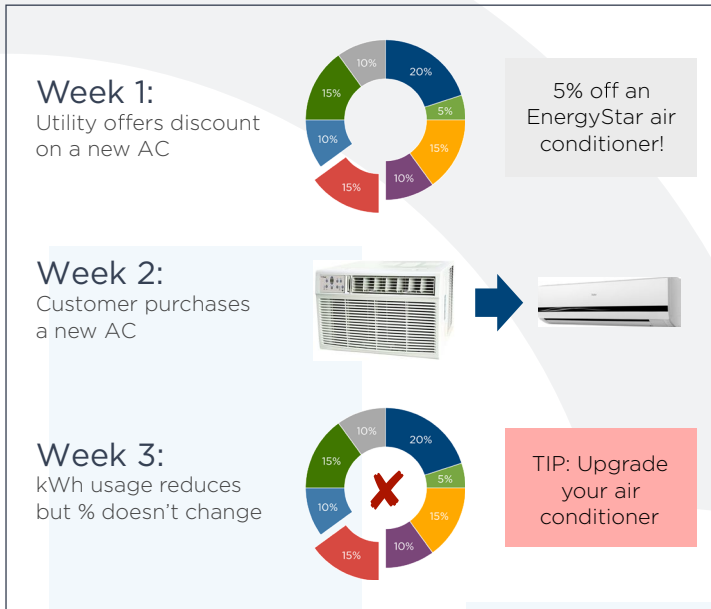 Week 1:
Utility offers discount
on a new AC
10%
20%
15%
5%
10%
15%
15%
10%
5% off an
EnergyStar air
conditioner!
Week 2:
Customer purchases
a new AC
Week 3:
kWh usage reduces
but % doesn't change
10%
20%
15%
5%
10%
15%
15%
10%
TIP: Upgrade
your air
conditioner